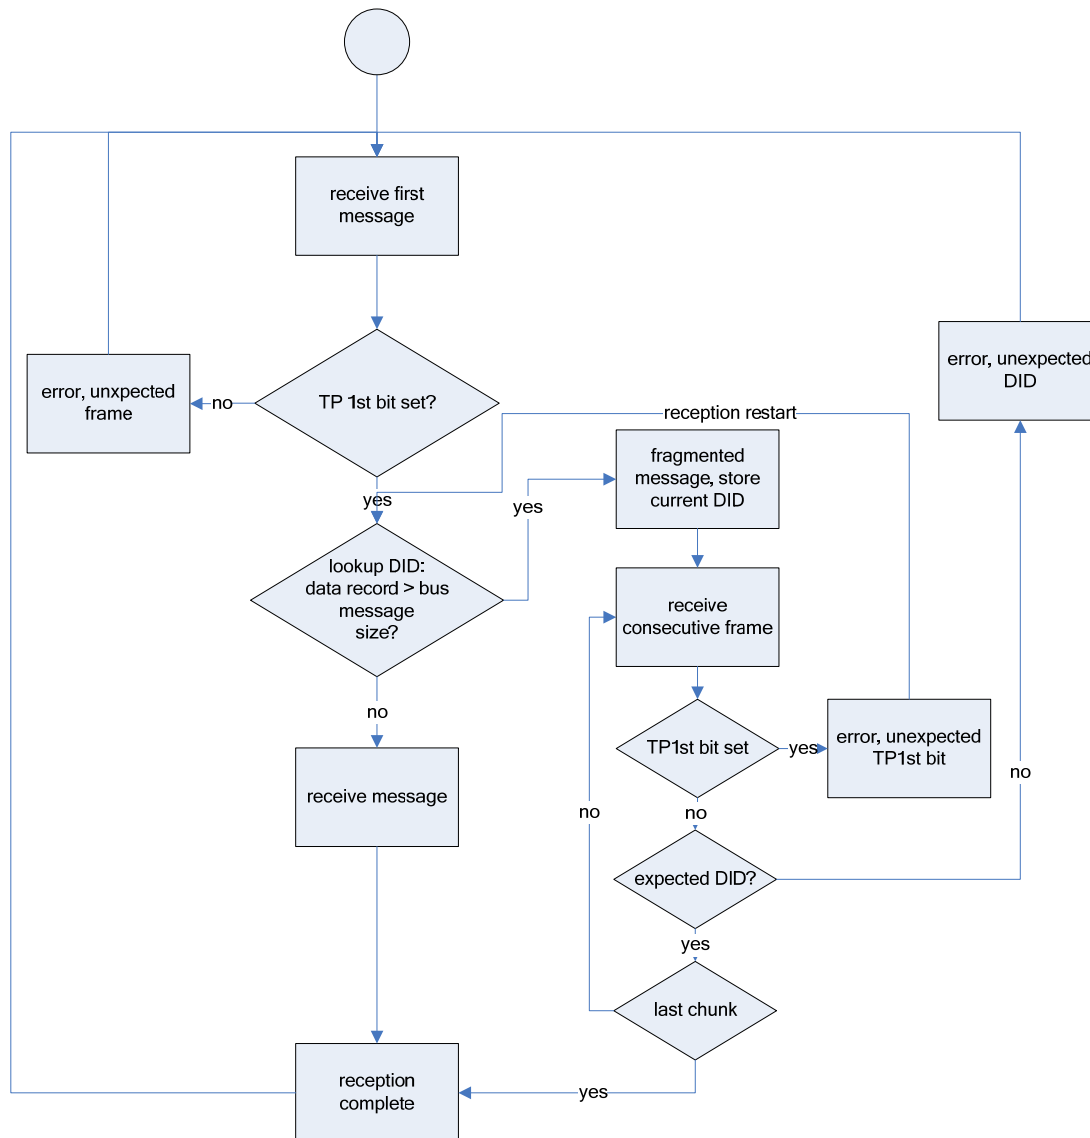 receive first
message
error, unxpected
frame
no
TP 1st bit set?
error, unexpected
DID
reception restart
yes
yes
fragmented
message, store
current DID
lookup DID:
data record > bus
message
size?
receive
consecutive frame
no
receive message
TP1st bit set
yes
error, unexpected
TP1st bit
no
no
no
expected DID?
yes
last chunk
reception
complete
yes